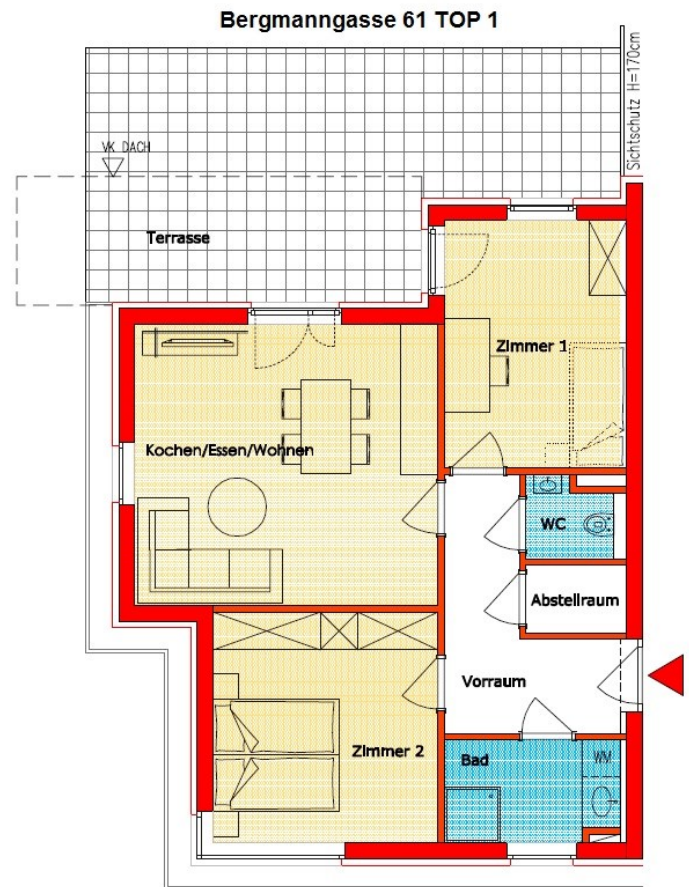 Bergmanngasse 61 TOP 1
Sichtschutz H=170cm
VK DACH
Terrasse
Zimmer 1
Kochen/Essen/Wohnen
WC
Abstellraum
Vorraum
Zimmer 2
Bad
WM